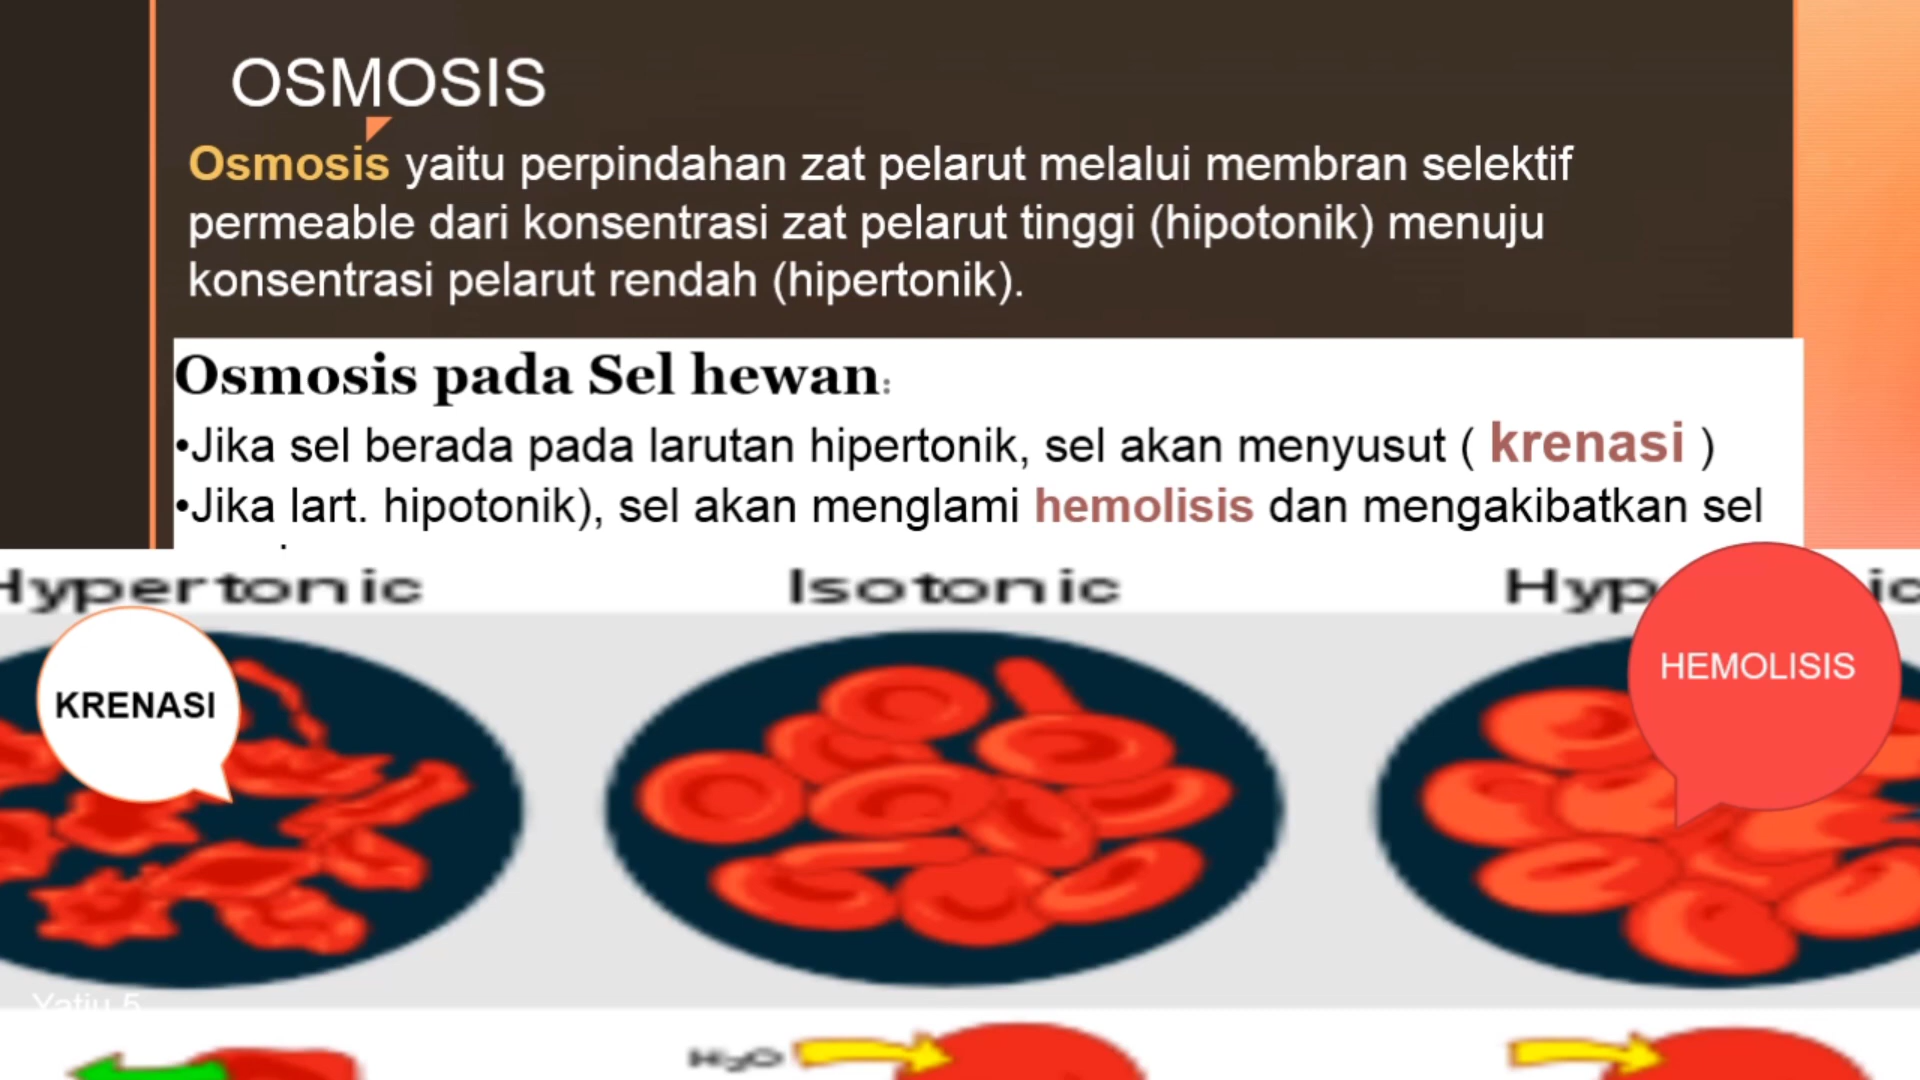 OSMOSIS
Osmosis yaitu perpindahan zat pelarut melalui membran selektif
permeable dari konsentrasi zat pelarut tinggi (hipotonik) menuju
konsentrasi pelarut rendah (hipertonik).
Osmosis pada Sel hewan:
•Jika sel berada pada larutan hipertonik, sel akan menyusut ( krenasi )
•Jika lart. hipotonik), sel akan menglami hemolisis dan mengakibatkan sel
Hypertonic
Isotonic
KRENASI
HEMOLISIS
H₂O